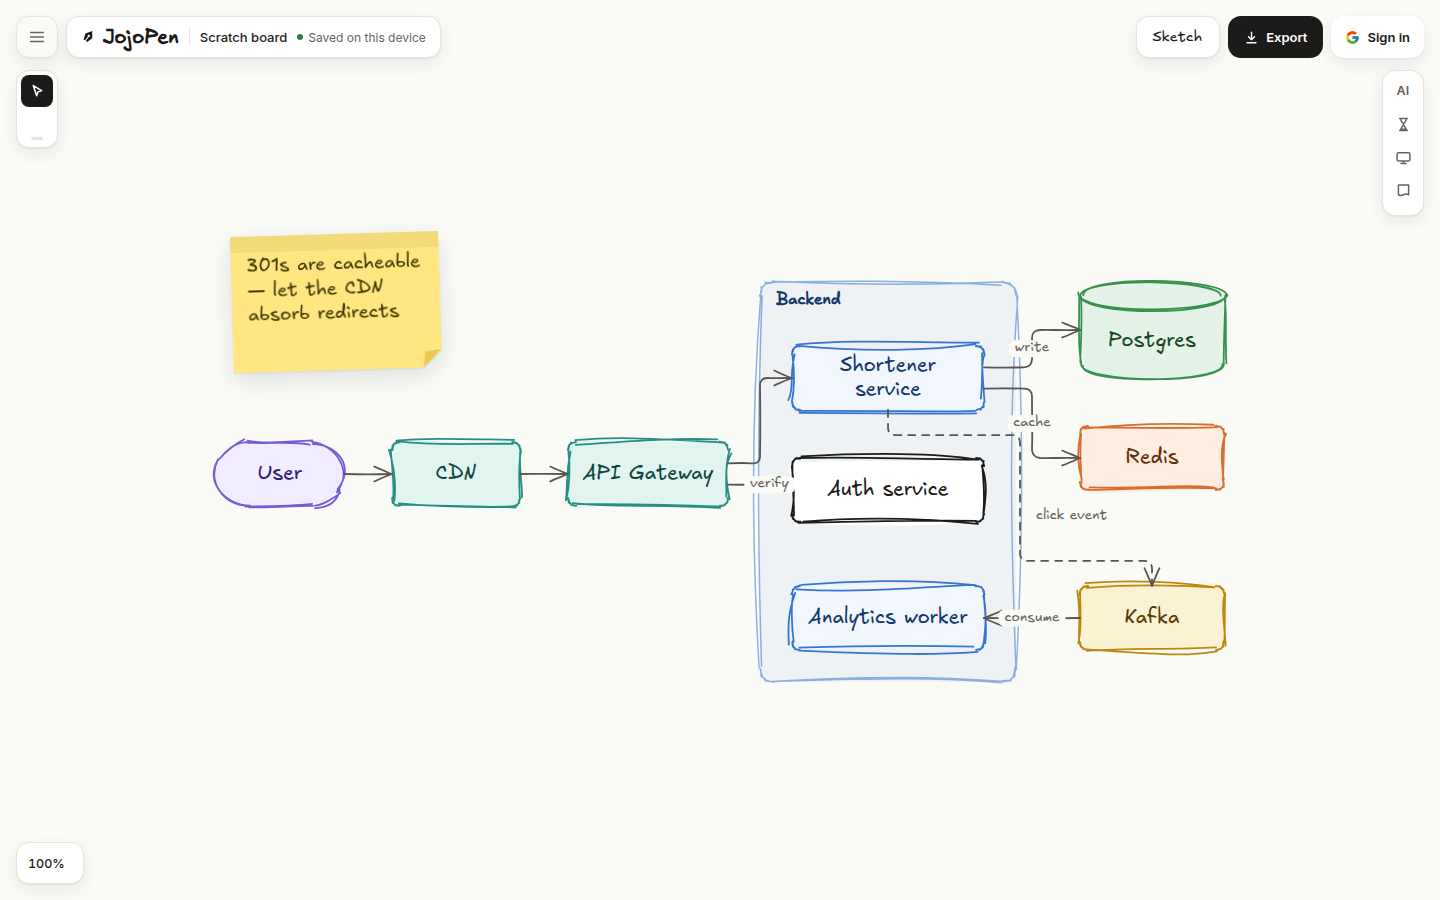 JojoPen
Scratch board
Saved on this device
Sketch
Export
Sign in
AI
301s are cacheable
— let the CDN
absorb redirects
Backend
Shortener
service
write
Postgres
cache
Redis
User
CDN
API Gateway
verify
Auth service
click event
Analytics worker
consume
Kafka
100%